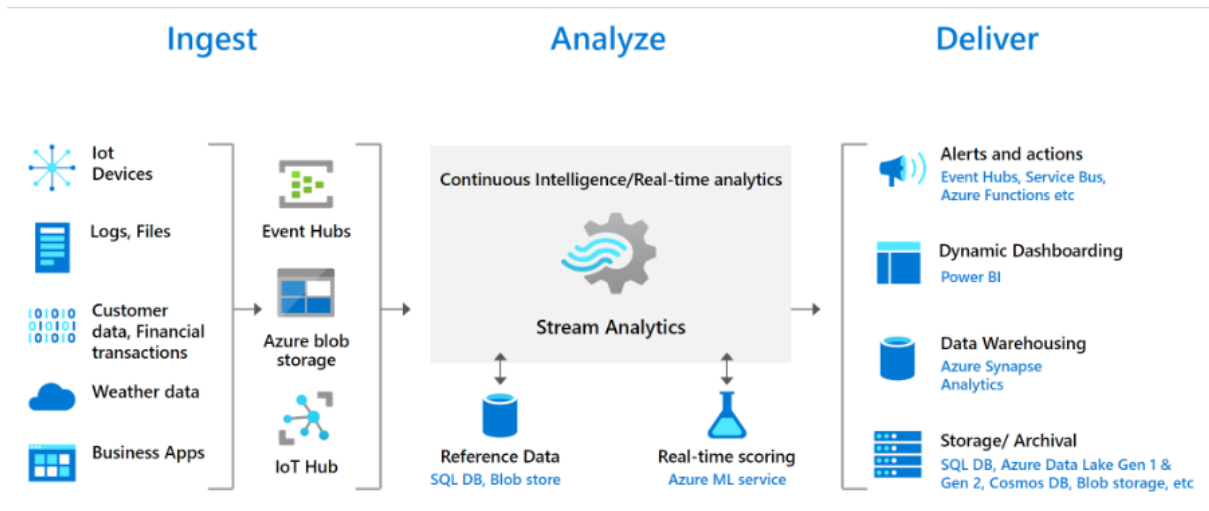 Ingest
Analyze
Deliver
Iot
Devices
Logs, Files
01010
010101
10101
Customer
data, Financial
transactions
Weather data
Business Apps
Event Hubs
Azure blob
storage
IoT Hub
Continuous Intelligence/Real-time analytics
Stream Analytics
Reference Data
SQL DB, Blob store
Real-time scoring
Azure ML service
Alerts and actions
Event Hubs, Service Bus,
Azure Functions etc
Dynamic Dashboarding
Power BI
Data Warehousing
Azure Synapse
Analytics
Storage/ Archival
SQL DB, Azure Data Lake Gen 1 &
Gen 2, Cosmos DB, Blob storage, etc